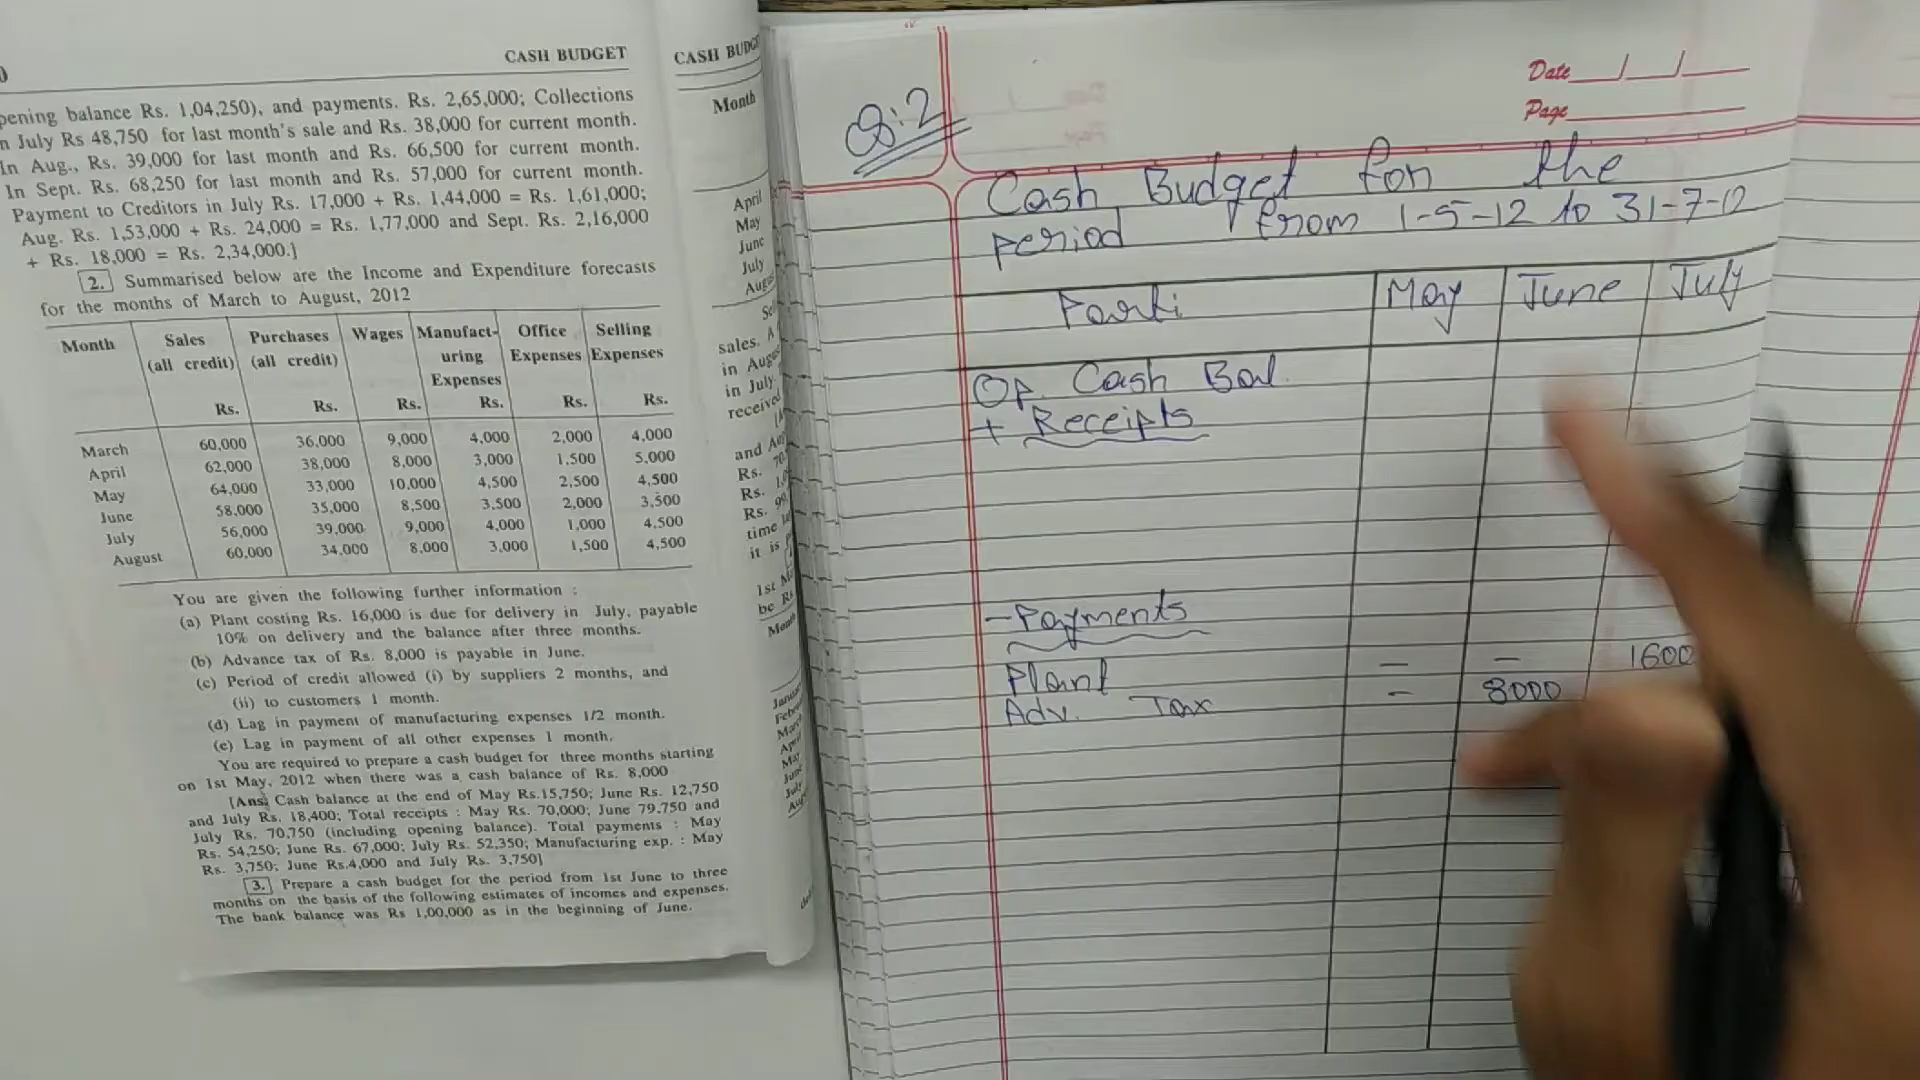 CASH BUDGET
pening balance Rs. 1,04,250), and payments. Rs. 2,65,000; Collections
n July Rs 48,750 for last month's sale and Rs. 38,000 for current month.
In Aug., Rs. 39,000 for last month and Rs. 66,500 for current month.
In Sept. Rs. 68,250 for last month and Rs. 57,000 for current month.
Payment to Creditors in July Rs. 17,000 + Rs. 1,44,000 = Rs. 1,61,000;
Aug. Rs. 1,53,000 + Rs. 24,000 = Rs. 1,77,000 and Sept. Rs. 2,16,000
+ Rs. 18,000 = Rs. 2,34,000.]
2. Summarised below are the Income and Expenditure forecasts
for the months of March to August, 2012
Month Sales Purchases Wages Manufact- Office Selling
(all credit) (all credit) uring Expenses Expenses
Expenses
Rs. Rs. Rs. Rs. Rs. Rs.
March 60,000 36,000 9,000 4,000 2,000 4,000
April 62,000 38,000 8,000 3,000 1,500 5,000
May 64,000 33,000 10,000 4,500 2,500 4,500
June 58,000 35,000 8,500 3,500 2,000 3,500
July 56,000 39,000 9,000 4,000 1,000 4,500
August 60,000 34,000 8,000 3,000 1,500 4,500
You are given the following further information :
(a) Plant costing Rs. 16,000 is due for delivery in July, payable
10% on delivery and the balance after three months.
(b) Advance tax of Rs. 8,000 is payable in June.
(c) Period of credit allowed (i) by suppliers 2 months, and
(ii) to customers 1 month.
(d) Lag in payment of manufacturing expenses 1/2 month.
(e) Lag in payment of all other expenses 1 month.
You are required to prepare a cash budget for three months starting
on 1st May, 2012 when there was a cash balance of Rs. 8,000
[Ans. Cash balance at the end of May Rs.15,750; June Rs. 12,750
and July Rs. 18,400; Total receipts : May Rs. 70,000; June 79,750 and
July Rs. 70,750 (including opening balance). Total payments : May
Rs. 54,250; June Rs. 67,000; July Rs. 52,350; Manufacturing exp. : May
Rs. 3,750; June Rs.4,000 and July Rs. 3,750]
3. Prepare a cash budget for the period from 1st June to three
months on the basis of the following estimates of incomes and expenses.
The bank balance was Rs 1,00,000 as in the beginning of June.
CASH BUDG
Month
April
May
June
July
Aug
sales. A
in Aug
in July.
received
and
Rs.
Rs.
Rs.
time
it is
1st
be Rs
Date
Page
Q:2
Cash Budget for the
period from 1-5-12 to 31-7-12
Parti May June July
Op. Cash Bal.
+ Receipts
- Payments
Plant - - 1600
Adv. Tax - 8000